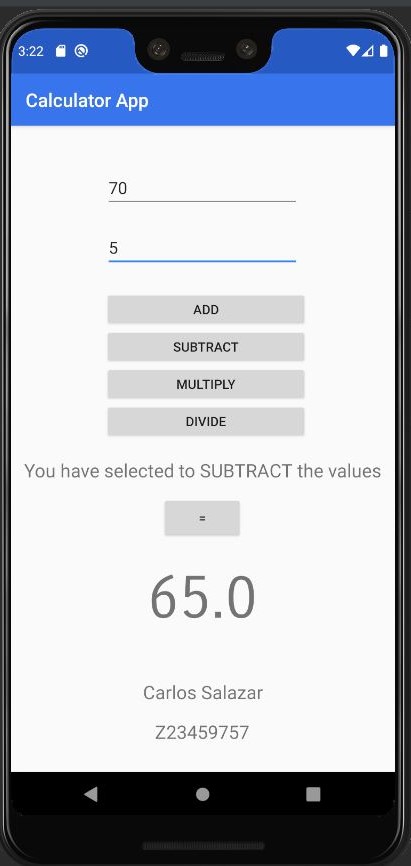 3:22
Calculator App
70
5
ADD
SUBTRACT
MULTIPLY
DIVIDE
You have selected to SUBTRACT the values
=
65.0
Carlos Salazar
Z23459757